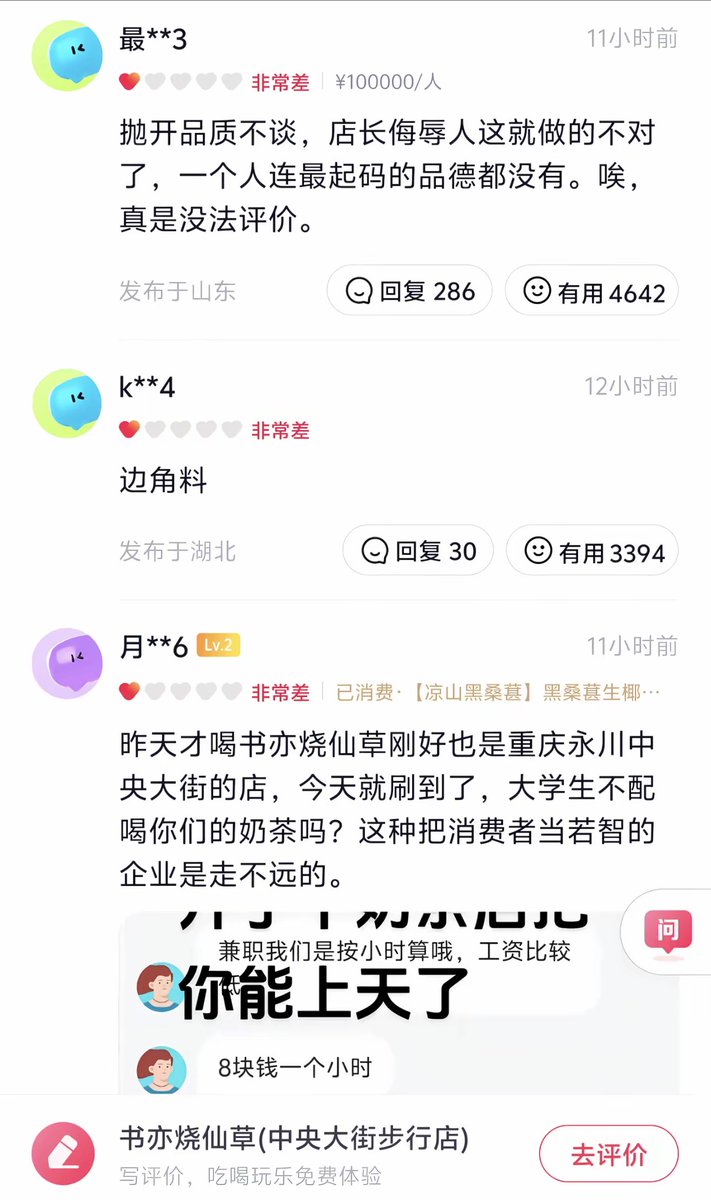 最**3
11小时前
非常差
¥100000/人
抛开品质不谈，店长侮辱人这就做的不对
了，一个人连最起码的品德都没有。唉，
真是没法评价。
发布于山东
回复 286
有用 4642
k**4
12小时前
非常差
边角料
发布于湖北
回复 30
有用 3394
月**6
Lv.2
11小时前
非常差
已消费·【凉山黑桑葚】黑桑葚生椰…
昨天才喝书亦烧仙草刚好也是重庆永川中
央大街的店，今天就刷到了，大学生不配
喝你们的奶茶吗？这种把消费者当若智的
企业是走不远的。
开了个奶茶店把
兼职我们是按小时算哦，工资比较
低
你能上天了
8块钱一个小时
问
书亦烧仙草(中央大街步行店)
写评价，吃喝玩乐免费体验
去评价